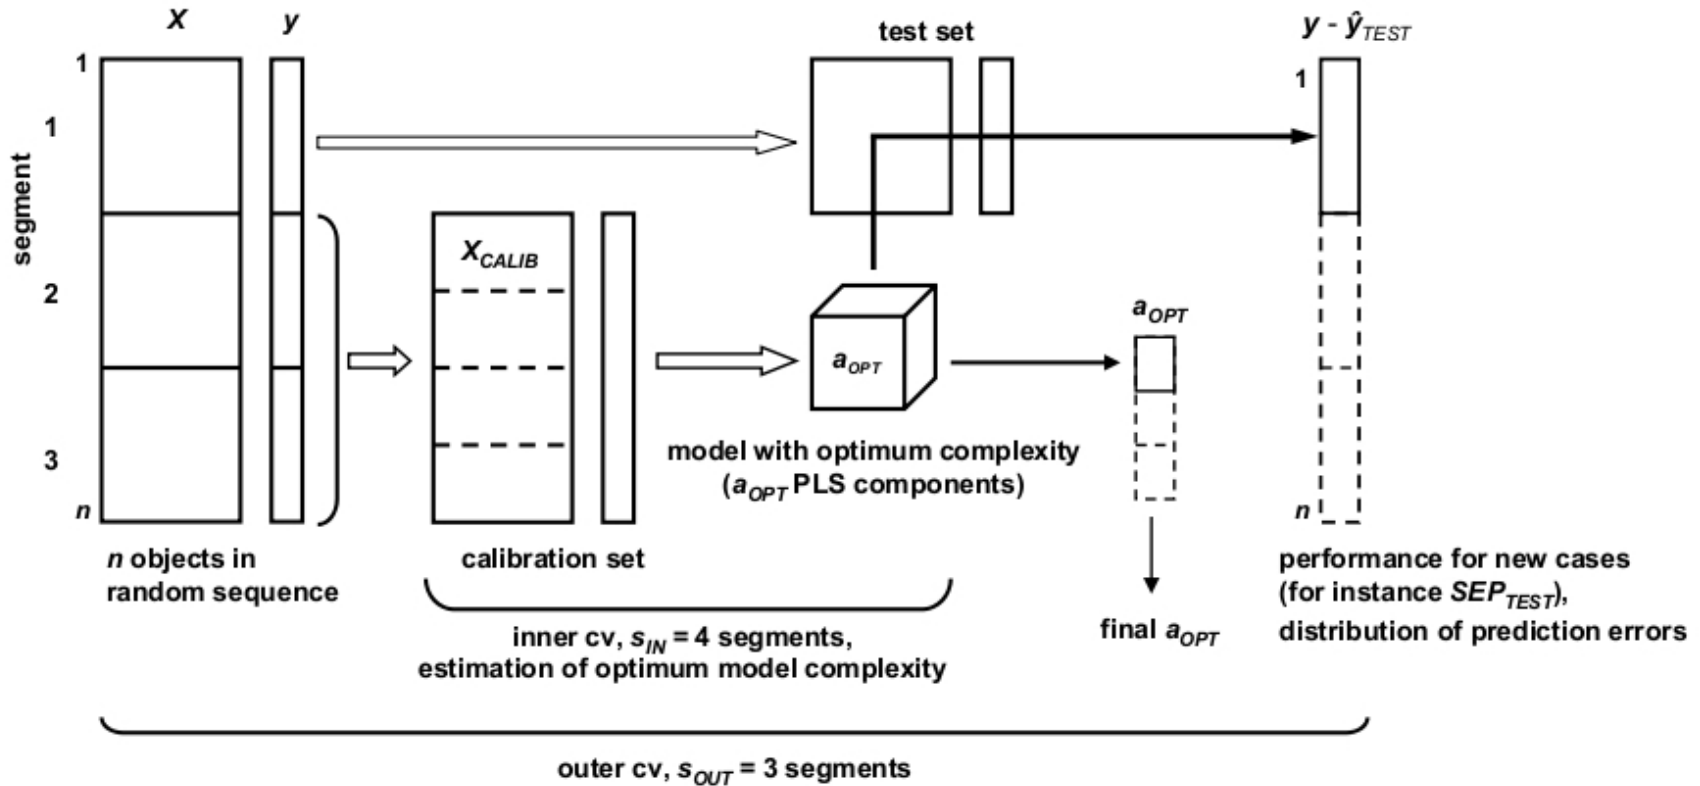 X
y
test set
y - ŷTEST
1
1
segment
1
2
3
n
XCALIB
aOPT
aOPT
model with optimum complexity
(aOPT PLS components)
n
n objects in
random sequence
calibration set
performance for new cases
(for instance SEPTEST),
distribution of prediction errors
final aOPT
inner cv, sIN = 4 segments,
estimation of optimum model complexity
outer cv, sOUT = 3 segments